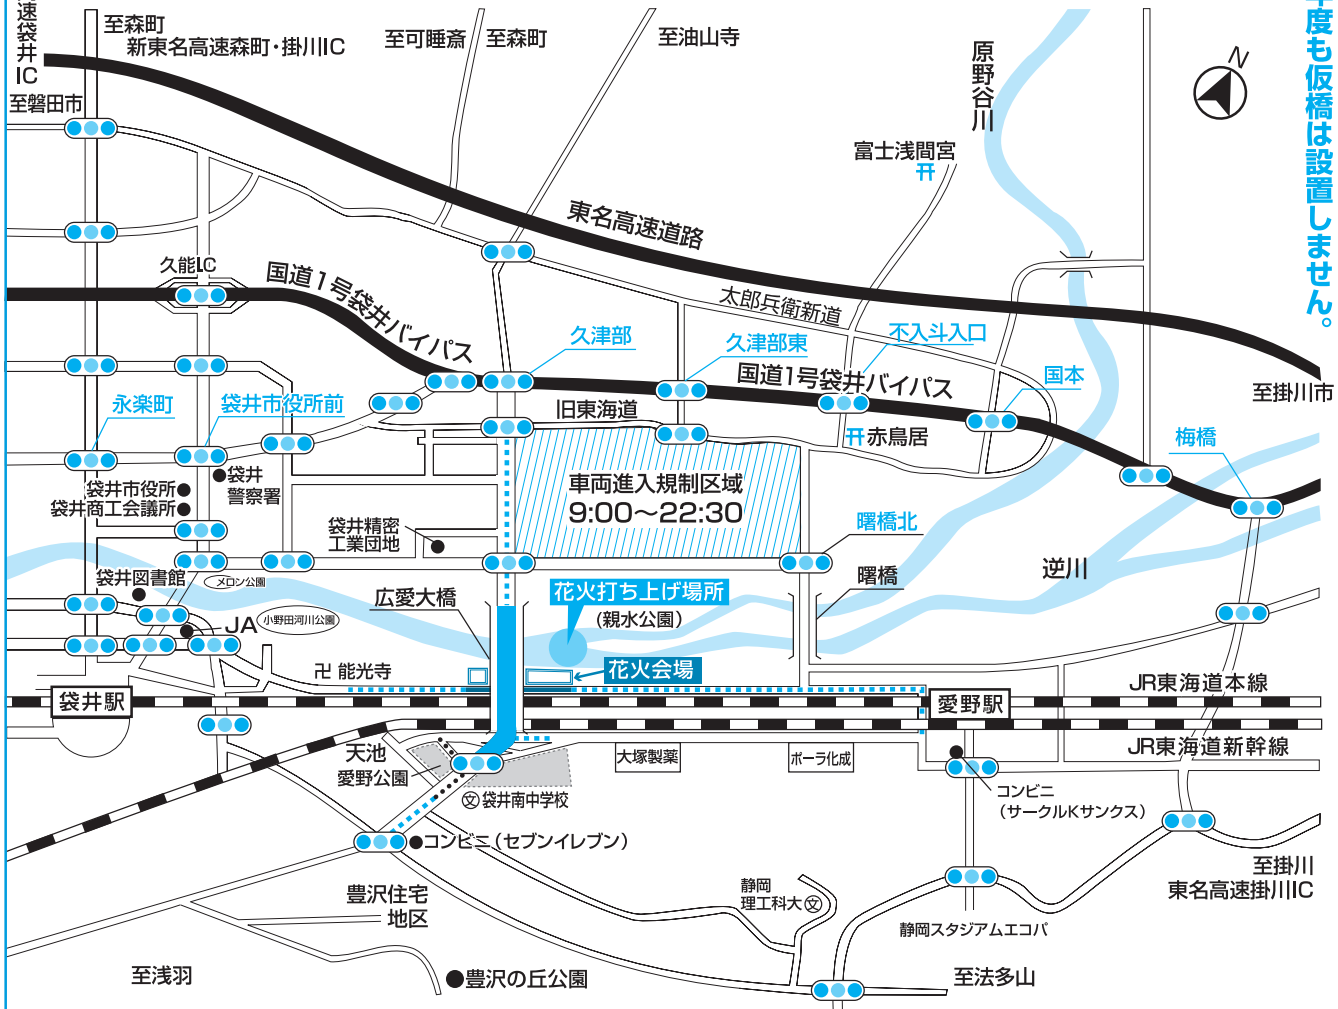 速袋井IC
至森町
新東名高速森町・掛川IC
至可睡斎
至森町
至油山寺
原野谷川
N
年度も仮橋は設置しません。
至磐田市
富士浅間宮
東名高速道路
久能IC
国道1号袋井バイパス
太郎兵衛新道
久津部
久津部東
不入斗入口
国道1号袋井バイパス
国本
至掛川市
永楽町
袋井市役所前
旧東海道
赤鳥居
梅橋
袋井市役所
袋井
警察署
袋井商工会議所
車両進入規制区域
9:00〜22:30
袋井精密
工業団地
曙橋北
袋井図書館
メロン公園
広愛大橋
花火打ち上げ場所
(親水公園)
曙橋
逆川
JA
小野田河川公園
卍 能光寺
花火会場
袋井駅
愛野駅
JR東海道本線
JR東海道新幹線
天池
愛野公園
大塚製薬
ポーラ化成
文 袋井南中学校
コンビニ
(サークルKサンクス)
コンビニ(セブンイレブン)
至掛川
東名高速掛川IC
豊沢住宅
地区
静岡
理工科大 文
静岡スタジアムエコパ
至浅羽
豊沢の丘公園
至法多山